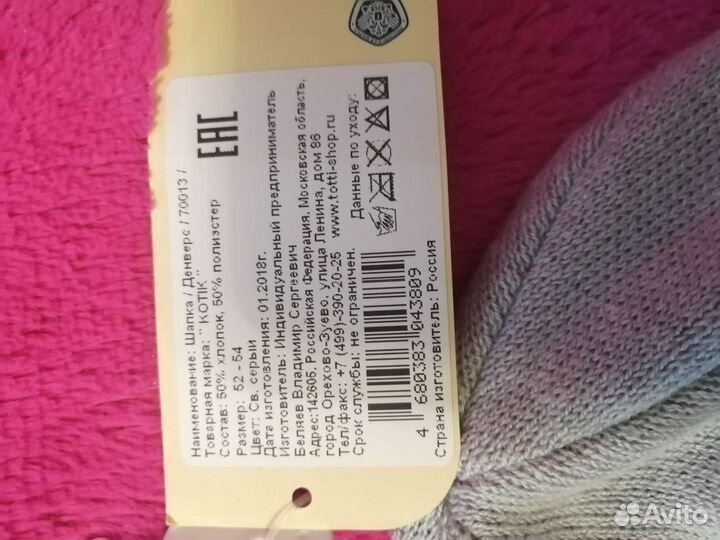 Наименование: Шапка / Денверс / 70013 /
Товарная марка: " KOTIK "
Состав: 50% хлопок, 50% полиэстер
Размер: 52 - 54
Цвет: Св. серый
Дата изготовления: 01.2018г.
Изготовитель: Индивидуальный предприниматель
Беляев Владимир Сергеевич
Адрес:142605, Российская Федерация, Московская область,
город Орехово-Зуево, улица Ленина, дом 86
Тел/факс: +7 (499)-390-20-25 www.totti-shop.ru
Срок службы: не ограничен. Данные по уходу:
4 680383 043809
Страна изготовитель: Россия
ЕАС
Avito